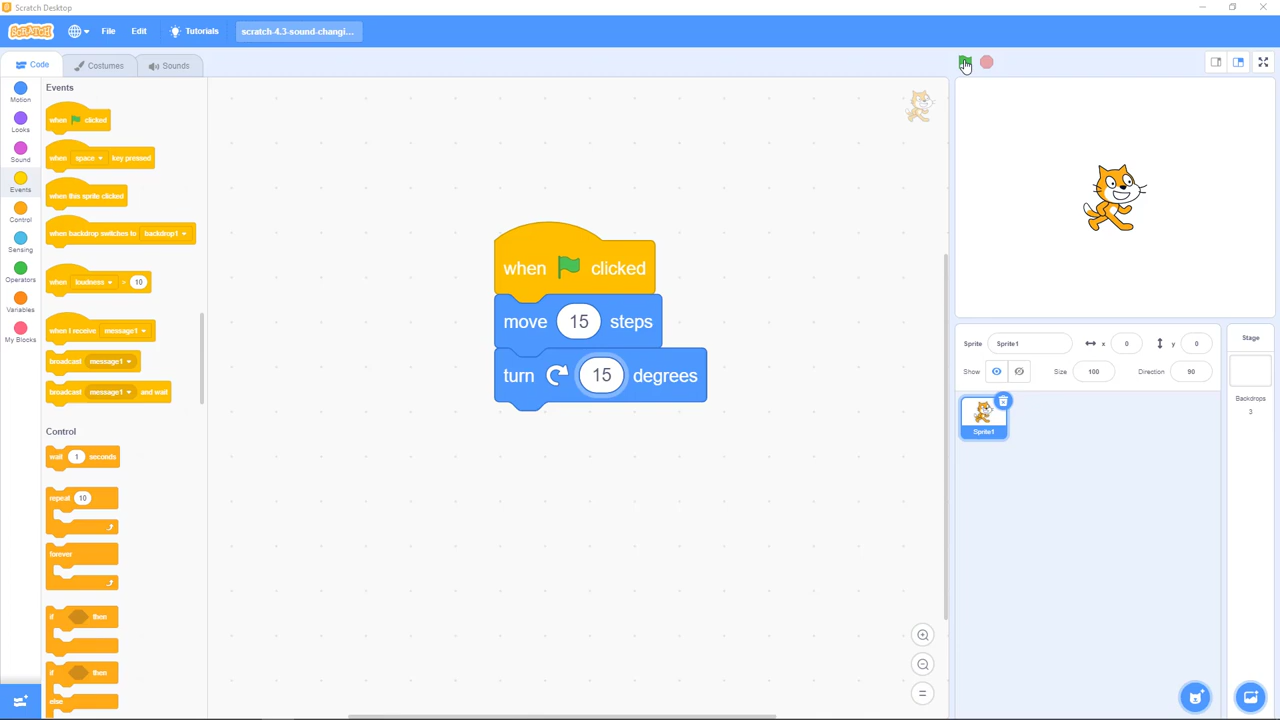 Scratch Desktop
SCRATCH File Edit Tutorials scratch-4.3-sound-changi...
Code Costumes Sounds
Motion
Looks
Sound
Events
Control
Sensing
Operators
Variables
My Blocks
Events
when clicked
when space key pressed
when this sprite clicked
when backdrop switches to backdrop1
when loudness > 10
when I receive message1
broadcast message1
broadcast message1 and wait
Control
wait 1 seconds
repeat 10
forever
if then
if then
else
when clicked
move 15 steps
turn 15 degrees
Sprite Sprite1 x 0 y 0
Show Size 100 Direction 90
Sprite1
Stage
Backdrops
3